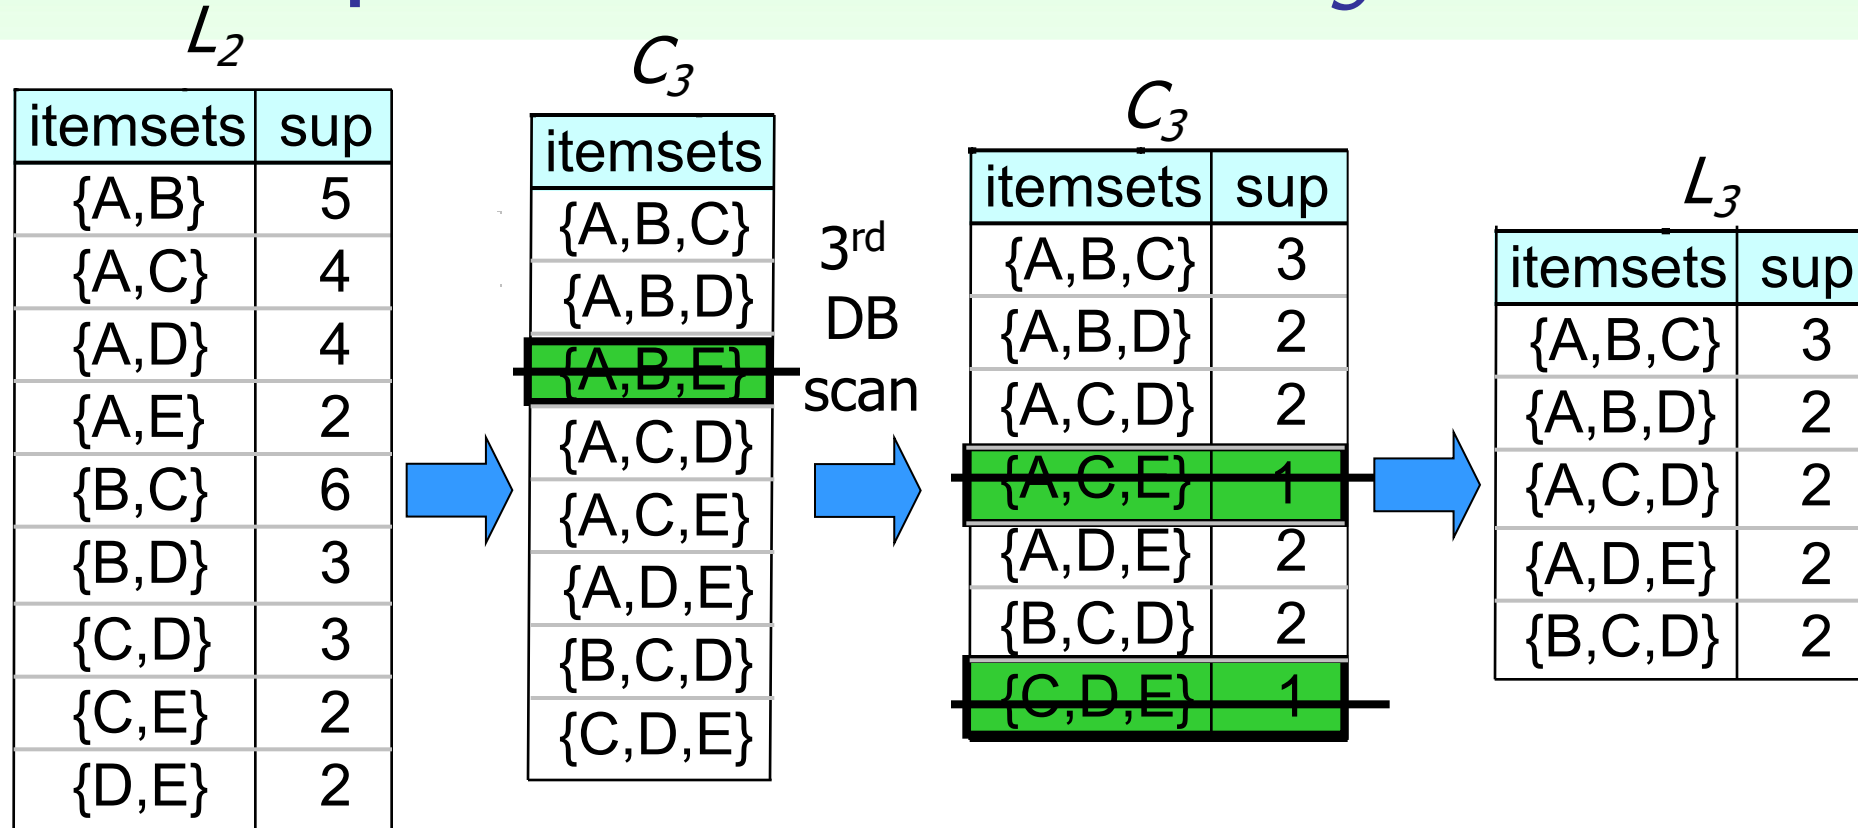 L2
itemsets sup
{A,B} 5
{A,C} 4
{A,D} 4
{A,E} 2
{B,C} 6
{B,D} 3
{C,D} 3
{C,E} 2
{D,E} 2
C3
itemsets
{A,B,C}
{A,B,D}
{A,B,E}
{A,C,D}
{A,C,E}
{A,D,E}
{B,C,D}
{C,D,E}
3rd
DB
scan
C3
itemsets sup
{A,B,C} 3
{A,B,D} 2
{A,C,D} 2
{A,C,E} 1
{A,D,E} 2
{B,C,D} 2
{C,D,E} 1
L3
itemsets sup
{A,B,C} 3
{A,B,D} 2
{A,C,D} 2
{A,D,E} 2
{B,C,D} 2